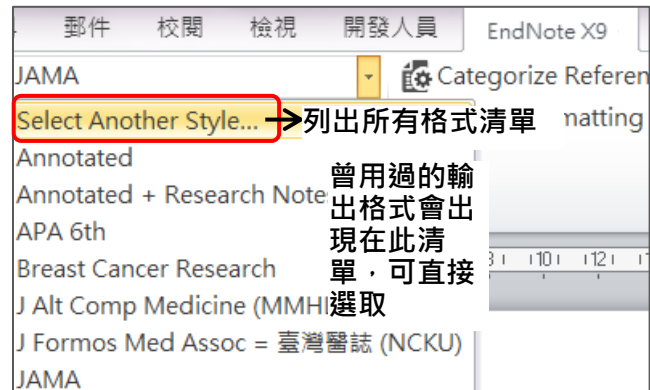 郵件 校閱 檢視 開發人員 EndNote X9
JAMA Categorize Referen
Select Another Style... 列出所有格式清單 matting
Annotated
Annotated + Research Note
曾用過的輸
出格式會出
現在此清
單，可直接
選取
APA 6th
Breast Cancer Research
J Alt Comp Medicine (MMH
J Formos Med Assoc = 臺灣醫誌 (NCKU)
JAMA